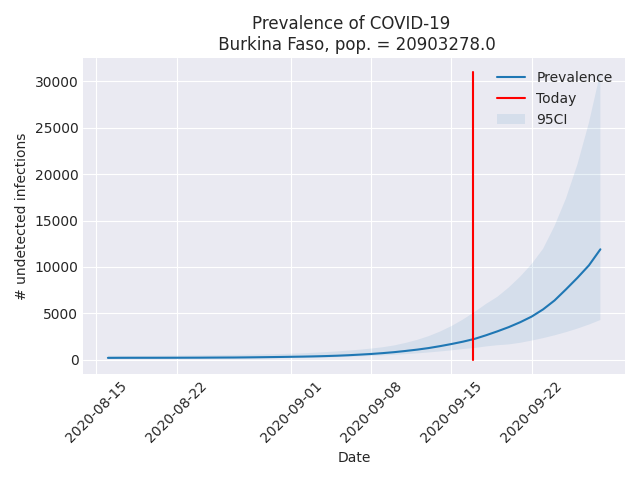 Prevalence of COVID-19
Burkina Faso, pop. = 20903278.0
Prevalence
Today
95CI
# undetected infections
30000
25000
20000
15000
10000
5000
0
2020-08-15
2020-08-22
2020-09-01
2020-09-08
2020-09-15
2020-09-22
Date